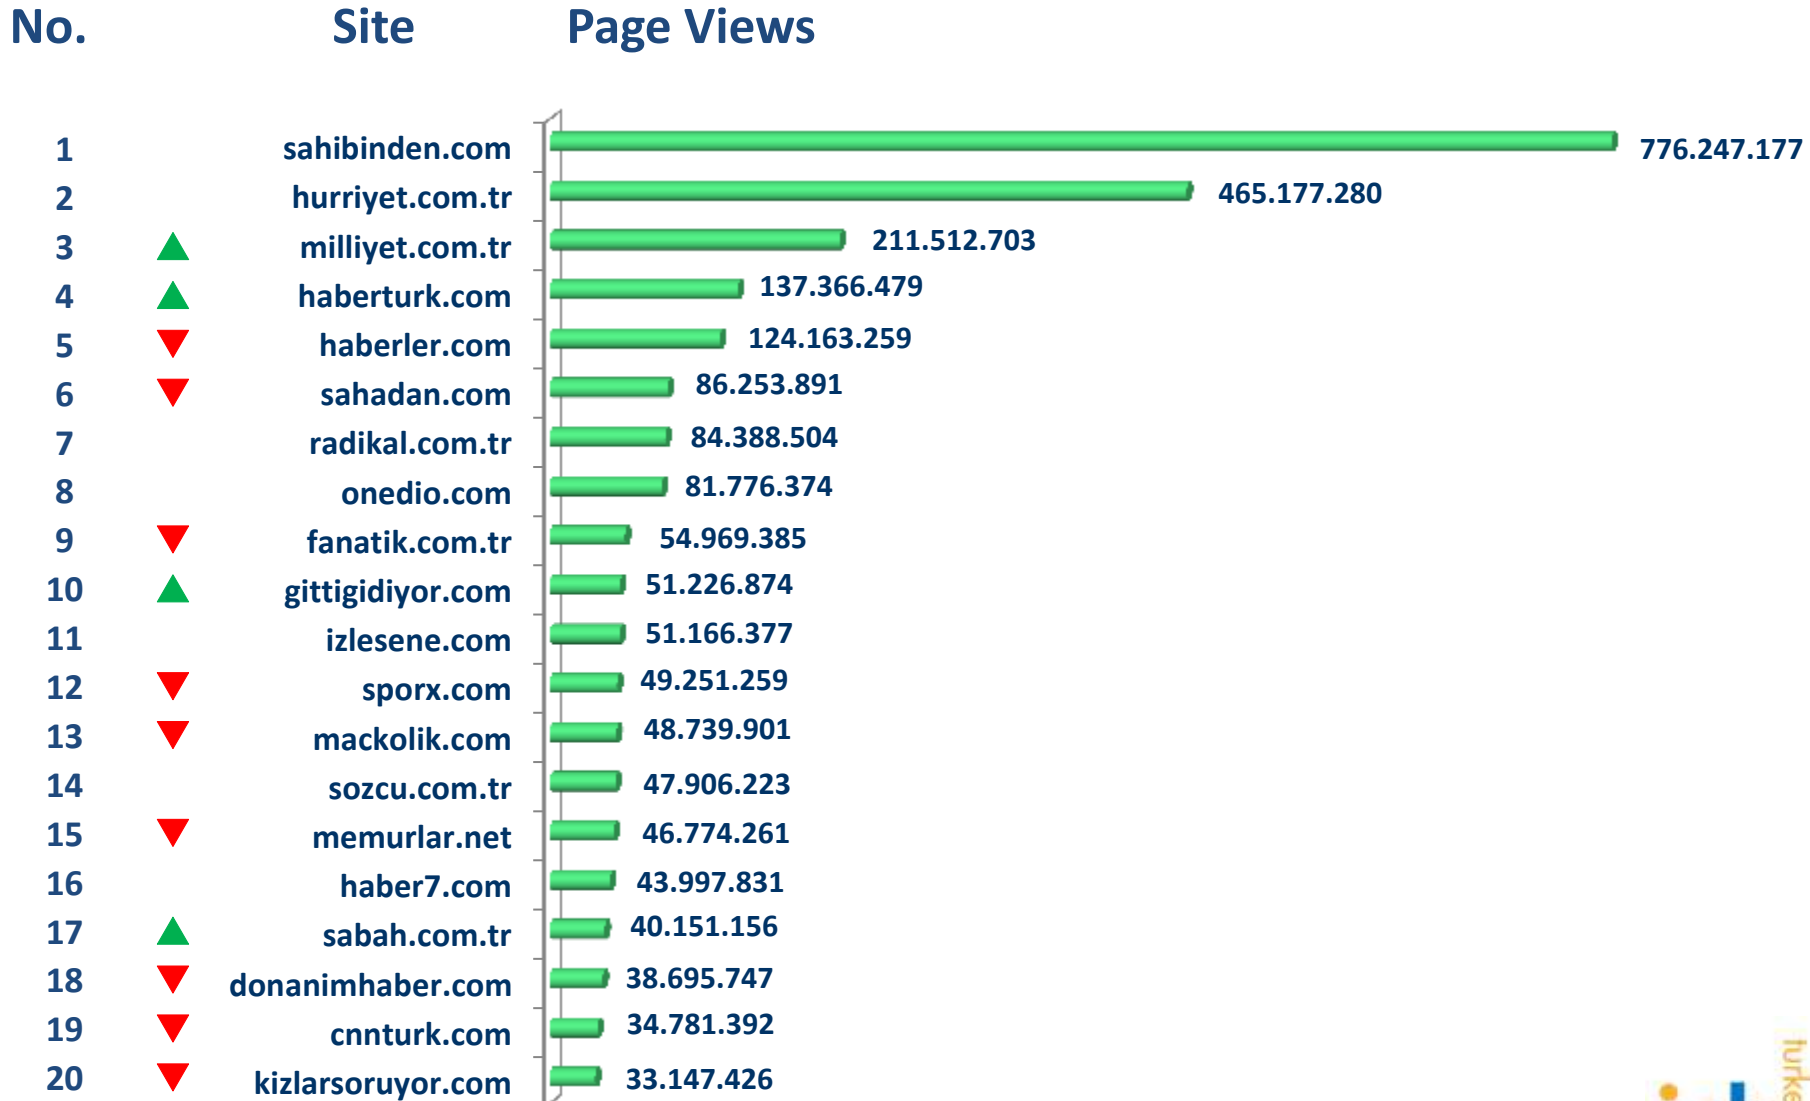 No. Site Page Views
1 sahibinden.com 776.247.177
2 hurriyet.com.tr 465.177.280
3 milliyet.com.tr 211.512.703
4 haberturk.com 137.366.479
5 haberler.com 124.163.259
6 sahadan.com 86.253.891
7 radikal.com.tr 84.388.504
8 onedio.com 81.776.374
9 fanatik.com.tr 54.969.385
10 gittigidiyor.com 51.226.874
11 izlesene.com 51.166.377
12 sporx.com 49.251.259
13 mackolik.com 48.739.901
14 sozcu.com.tr 47.906.223
15 memurlar.net 46.774.261
16 haber7.com 43.997.831
17 sabah.com.tr 40.151.156
18 donanimhaber.com 38.695.747
19 cnnturk.com 34.781.392
20 kizlarsoruyor.com 33.147.426